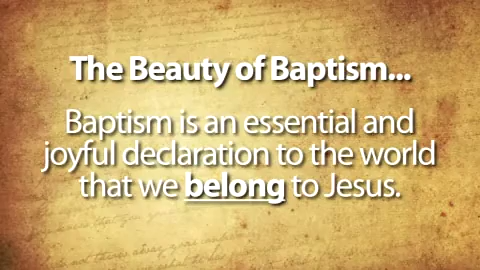 The Beauty of Baptism...
Baptism is an essential and
joyful declaration to the world
that we belong to Jesus.